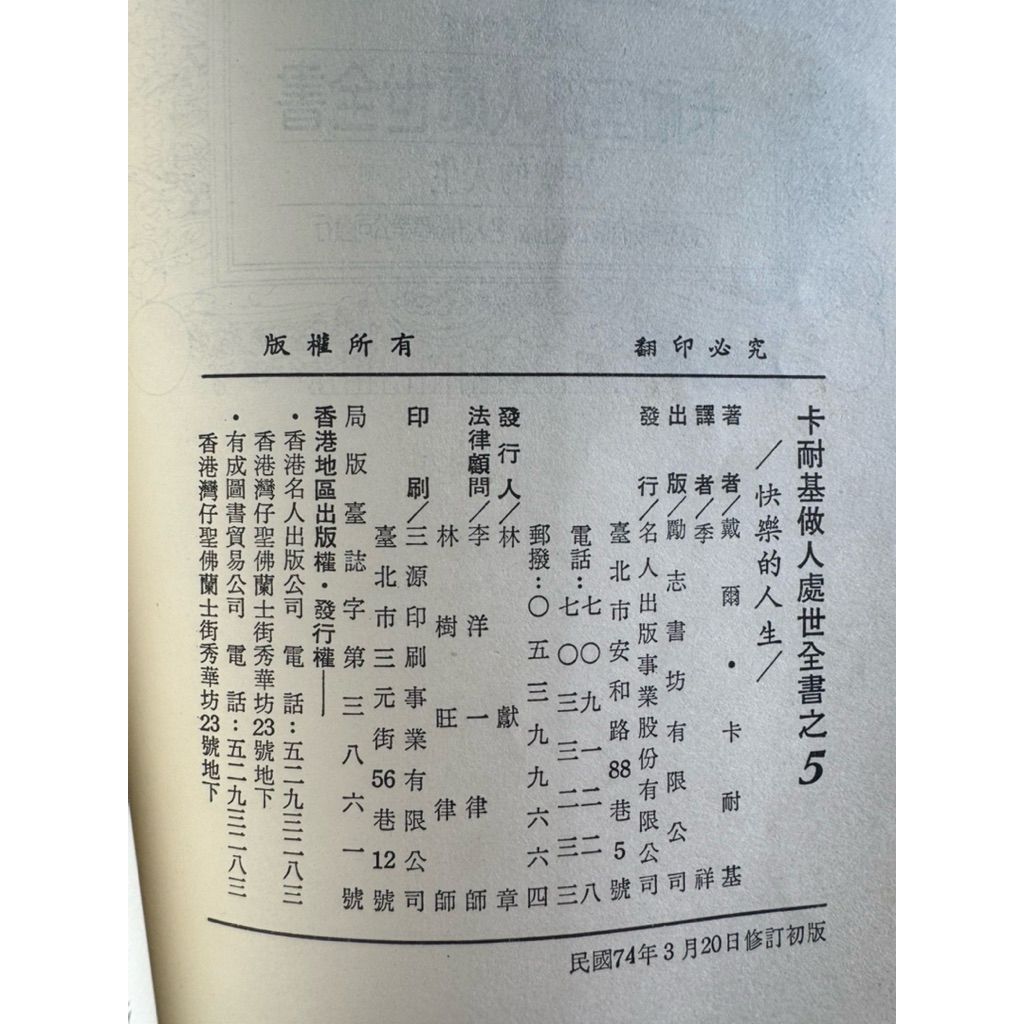 版權所有　翻印必究
卡耐基做人處世全書之5
/快樂的人生/
著者/戴爾・卡耐基
譯者/季祥
出版/勵志書坊有限公司
發行/名人出版事業股份有限公司
臺北市安和路88巷5號
電話:七〇九一二二八
七〇三三二三三
郵撥:〇五三九九六六四
發行人/林獻章
法律顧問/李洋一律師
林樹旺律師
印刷/三源印刷事業有限公司
臺北市三元街56巷12號
局版臺誌字第三八六一號
香港地區出版權・發行權——
・香港名人出版公司　電話:五二九三二八三
香港灣仔聖佛蘭士街秀華坊23號地下
・有成圖書貿易公司　電話:五二九三二八三
香港灣仔聖佛蘭士街秀華坊23號地下
民國74年3月20日修訂初版